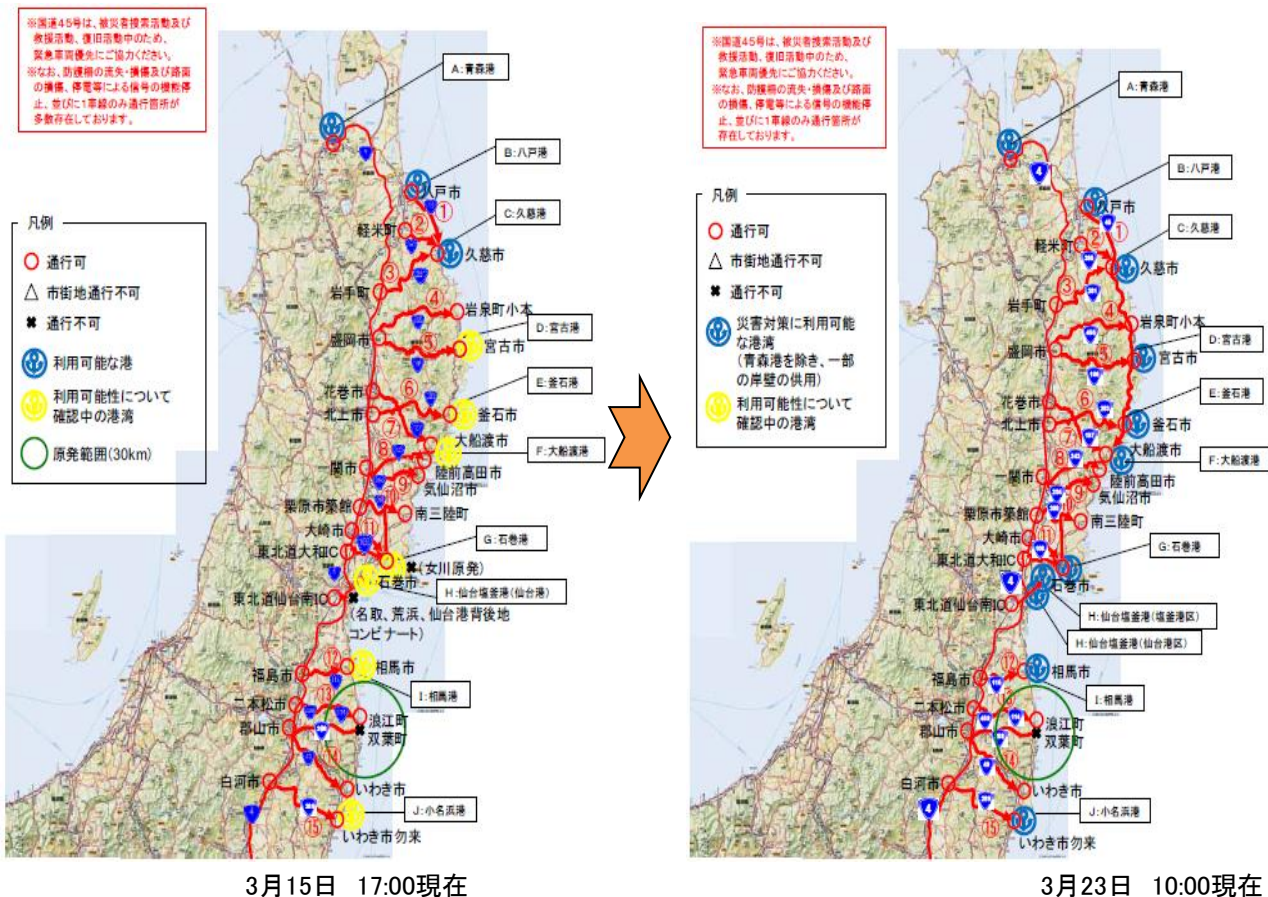 ※国道45号は、被災者捜索活動及び
救援活動、復旧活動中のため、
緊急車両優先にご協力ください。
※なお、防護柵の流失・損傷及び路面
の損傷、停電等による信号の機能停
止、並びに1車線のみ通行箇所が
多数存在しております。
A:青森港
B:八戸港
八戸市
①
C:久慈港
凡例
通行可
市街地通行不可
通行不可
利用可能な港
利用可能性について
確認中の港湾
原発範囲(30km)
軽米町
②
久慈市
③
岩手町
④
岩泉町小本
D:宮古港
盛岡市
⑤
宮古市
花巻市
⑥
E:釜石港
北上市
釜石市
⑦
大船渡市
⑧
F:大船渡港
一関市
陸前高田市
⑨
気仙沼市
⑩
栗原市築館
南三陸町
大崎市
⑪
G:石巻港
東北道大和IC
(女川原発)
石巻市
H:仙台塩釜港(仙台港)
東北道仙台南IC
(名取、荒浜、仙台港背後地
コンビナート)
⑫
相馬市
福島市
I:相馬港
⑬
二本松市
浪江町
郡山市
双葉町
⑭
白河市
いわき市
J:小名浜港
⑮
いわき市勿来
3月15日 17:00現在
※国道45号は、被災者捜索活動及び
救援活動、復旧活動中のため、
緊急車両優先にご協力ください。
※なお、防護柵の流失・損傷及び路面
の損傷、停電等による信号の機能停
止、並びに1車線のみ通行箇所が
存在しております。
A:青森港
4
B:八戸港
八戸市
①
C:久慈港
凡例
通行可
市街地通行不可
通行不可
災害対策に利用可能
な港湾
(青森港を除き、一部
の岸壁の供用)
利用可能性について
確認中の港湾
軽米町
②
久慈市
③
岩手町
④
岩泉町小本
D:宮古港
盛岡市
⑤
宮古市
花巻市
⑥
E:釜石港
北上市
釜石市
⑦
大船渡市
⑧
F:大船渡港
一関市
陸前高田市
⑨
気仙沼市
栗原市築館
南三陸町
大崎市
⑪
G:石巻港
東北道大和IC
4
石巻市
東北道仙台南IC
H:仙台塩釜港(塩釜港区)
H:仙台塩釜港(仙台港区)
⑫
相馬市
福島市
I:相馬港
二本松市
浪江町
郡山市
双葉町
⑭
白河市
いわき市
4
J:小名浜港
⑮
いわき市勿来
3月23日 10:00現在